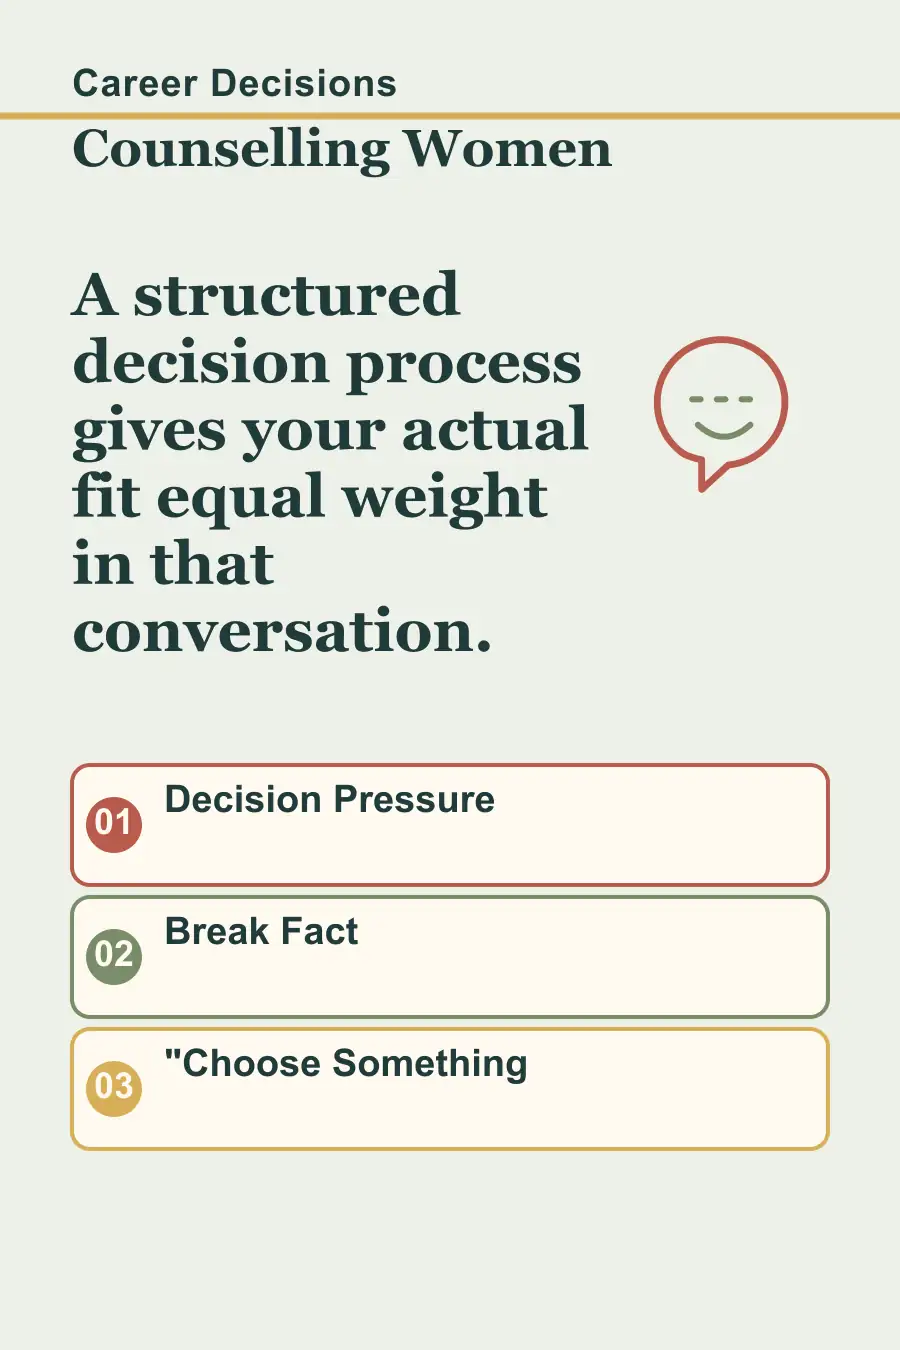 Career Decisions
Counselling Women
A structured
decision process
gives your actual
fit equal weight
in that
conversation.
01
Decision Pressure
02
Break Fact
03
"Choose Something